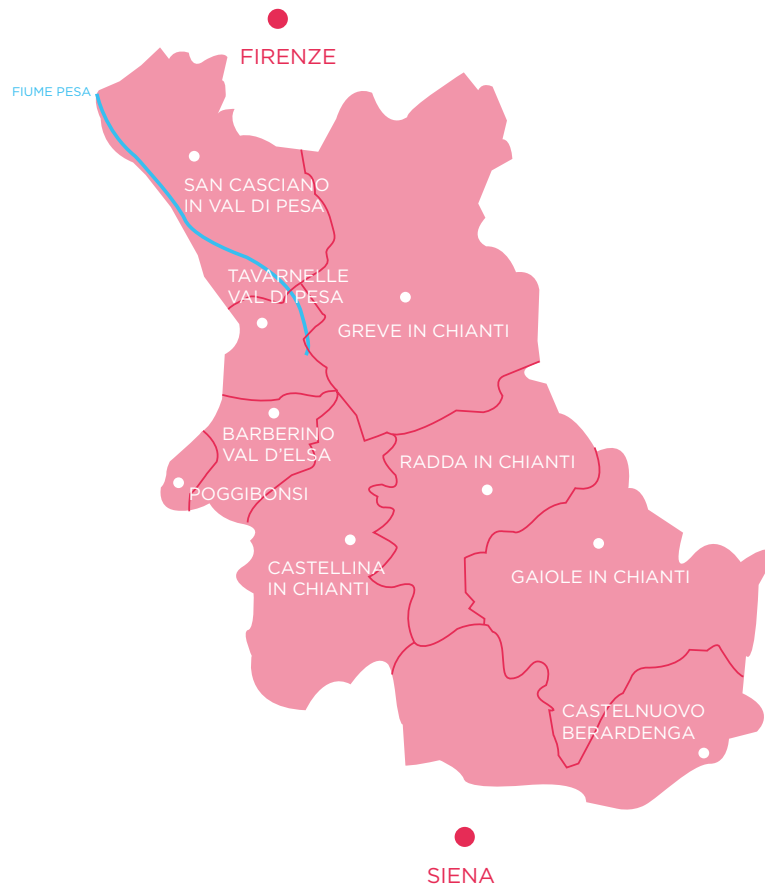 FIRENZE
FIUME PESA
SAN CASCIANO
IN VAL DI PESA
TAVARNELLE
VAL DI PESA
GREVE IN CHIANTI
BARBERINO
VAL D'ELSA
RADDA IN CHIANTI
POGGIBONSI
CASTELLINA
IN CHIANTI
GAIOLE IN CHIANTI
CASTELNUOVO
BERARDENGA
SIENA